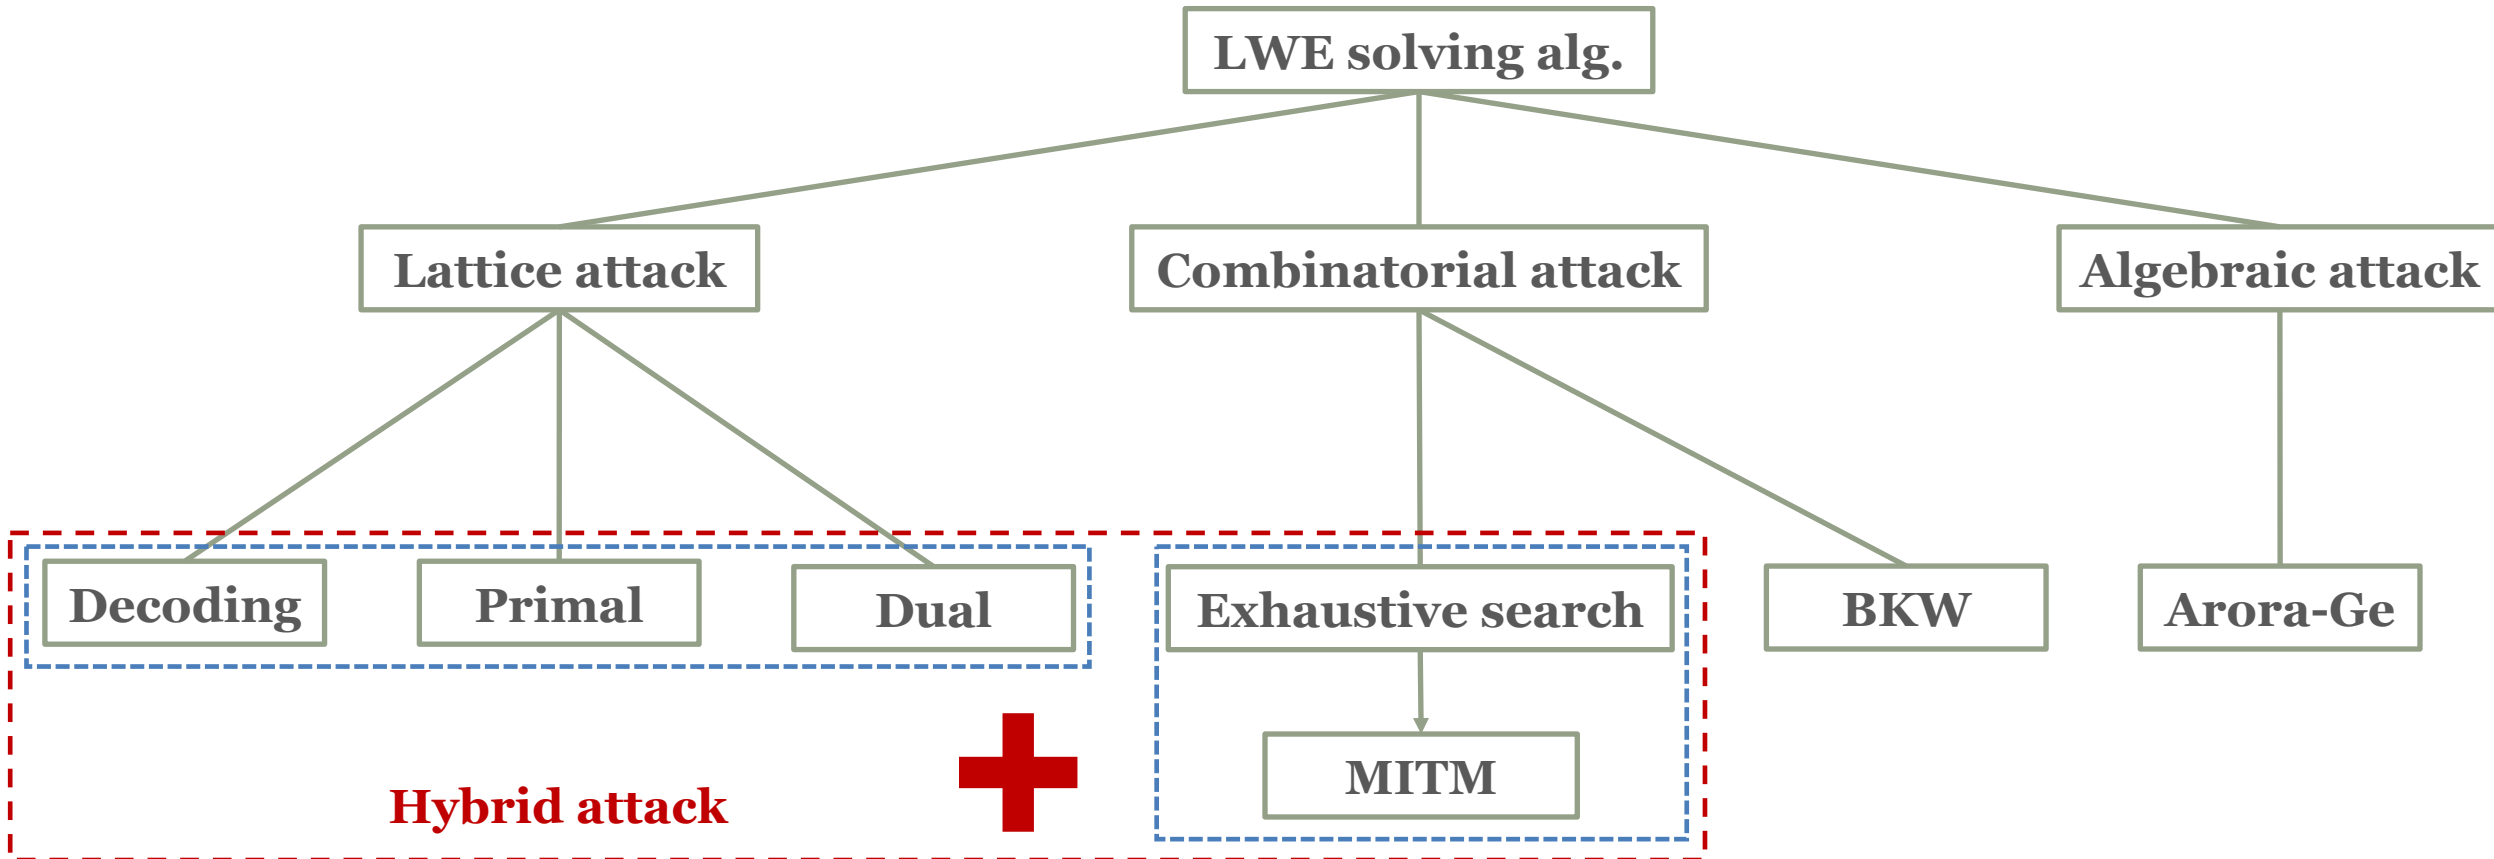 LWE solving alg.
Lattice attack
Combinatorial attack
Algebraic attack
Decoding
Primal
Dual
Exhaustive search
BKW
Arora-Ge
MITM
Hybrid attack